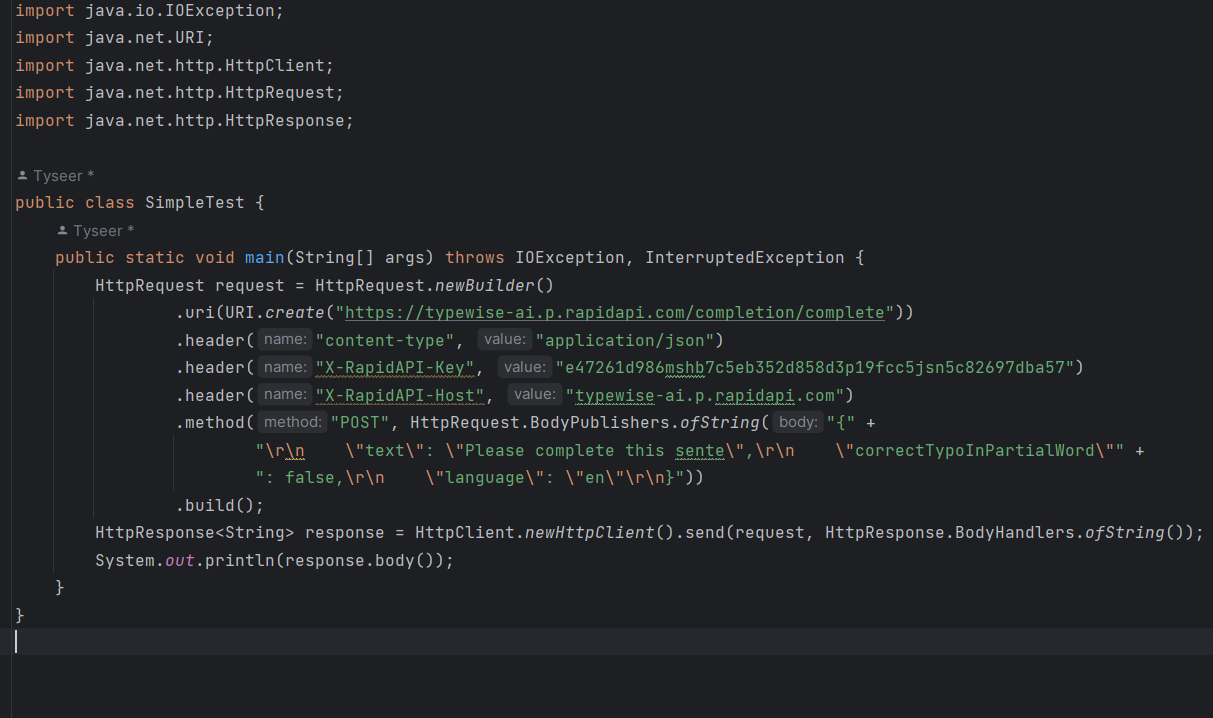 import java.io.IOException;
import java.net.URI;
import java.net.http.HttpClient;
import java.net.http.HttpRequest;
import java.net.http.HttpResponse;
Tyseer *
public class SimpleTest {
Tyseer *
public static void main(String[] args) throws IOException, InterruptedException {
HttpRequest request = HttpRequest.newBuilder()
.uri(URI.create("https://typewise-ai.p.rapidapi.com/completion/complete"))
.header( name: "content-type", value: "application/json")
.header( name: "X-RapidAPI-Key", value: "e47261d986mshb7c5eb352d858d3p19fcc5jsn5c82697dba57")
.header( name: "X-RapidAPI-Host", value: "typewise-ai.p.rapidapi.com")
.method( method: "POST", HttpRequest.BodyPublishers.ofString( body: "{" +
"\r\n    \"text\": \"Please complete this sente\",\r\n    \"correctTypoInPartialWord\"" +
": false,\r\n    \"language\": \"en\"\r\n}"))
.build();
HttpResponse<String> response = HttpClient.newHttpClient().send(request, HttpResponse.BodyHandlers.ofString());
System.out.println(response.body());
}
}